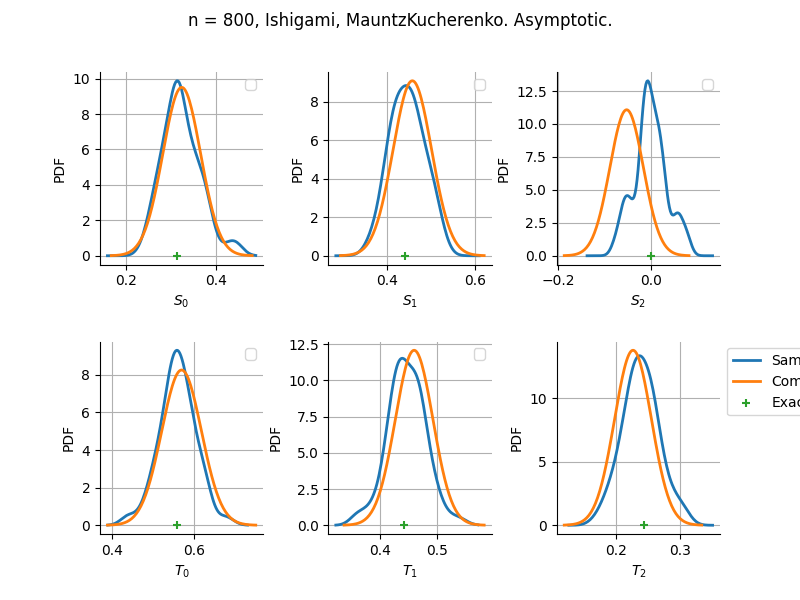 n = 800, Ishigami, MauntzKucherenko. Asymptotic.
10
8
6
4
2
0
PDF
0.2 0.4
S₀
8
6
4
2
0
PDF
0.4 0.6
S₁
12.5
10.0
7.5
5.0
2.5
0.0
PDF
−0.2 0.0
S₂
8
6
4
2
0
PDF
0.4 0.6
T₀
12.5
10.0
7.5
5.0
2.5
0.0
PDF
0.4 0.5
T₁
10
5
0
PDF
0.2 0.3
T₂
Sam
Com
Exac